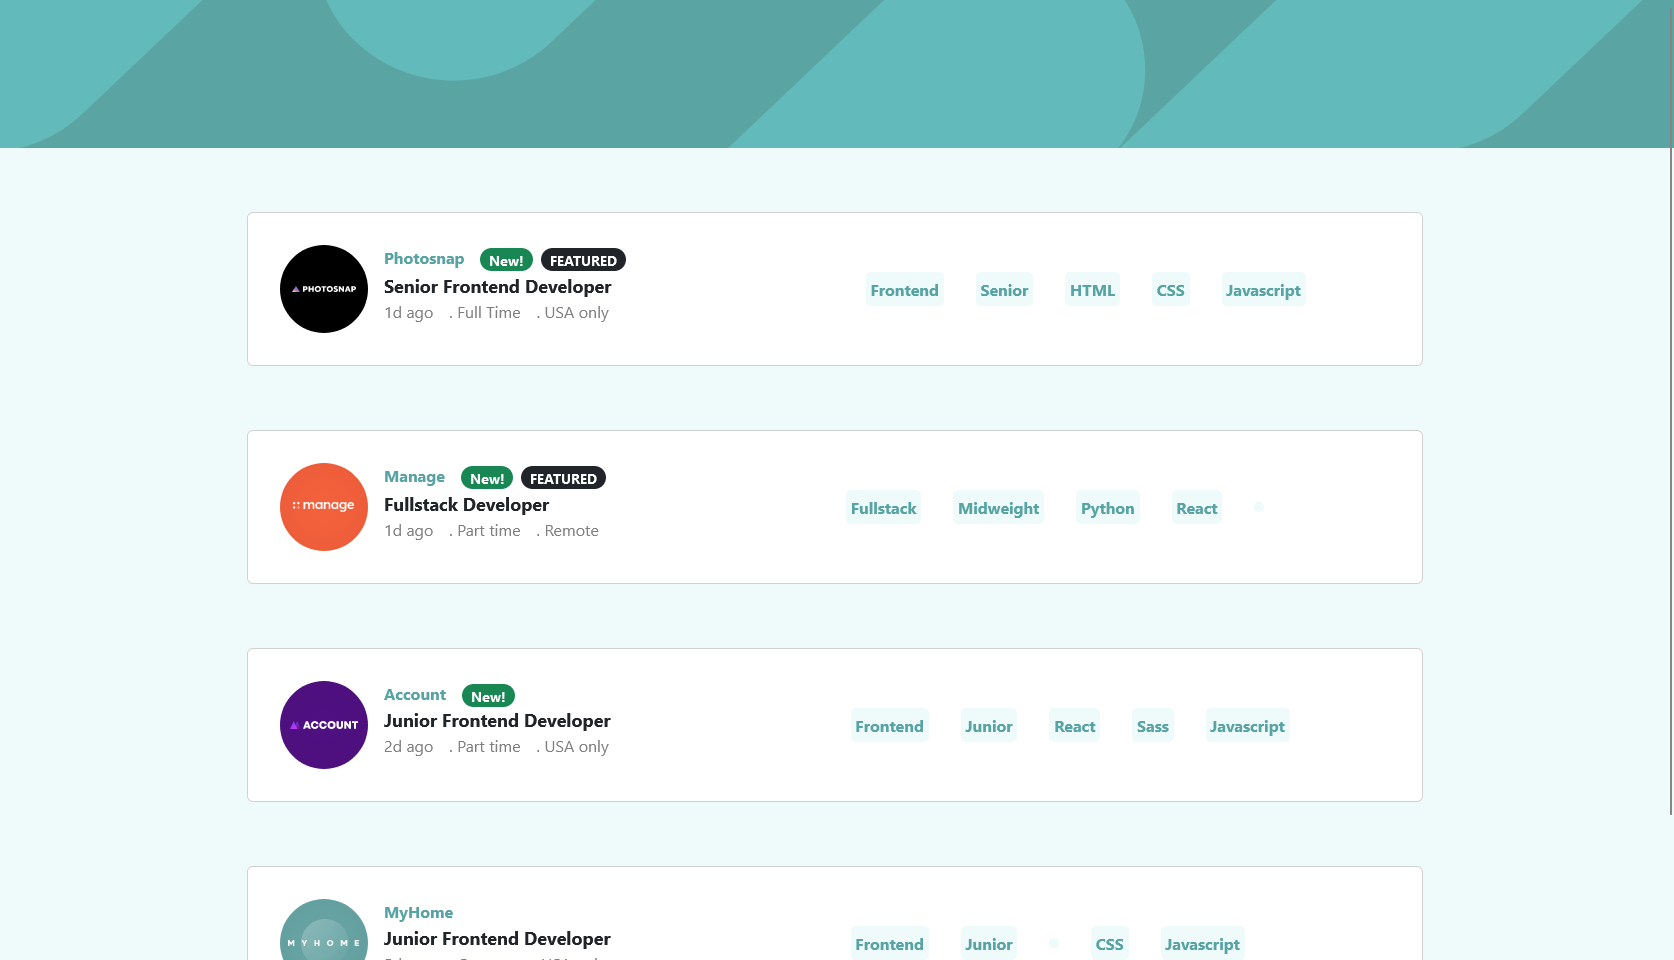 PHOTOSNAP
Photosnap New! FEATURED
Senior Frontend Developer
1d ago . Full Time . USA only
Frontend Senior HTML CSS Javascript
manage
Manage New! FEATURED
Fullstack Developer
1d ago . Part time . Remote
Fullstack Midweight Python React
ACCOUNT
Account New!
Junior Frontend Developer
2d ago . Part time . USA only
Frontend Junior React Sass Javascript
MYHOME
MyHome
Junior Frontend Developer
Frontend Junior CSS Javascript